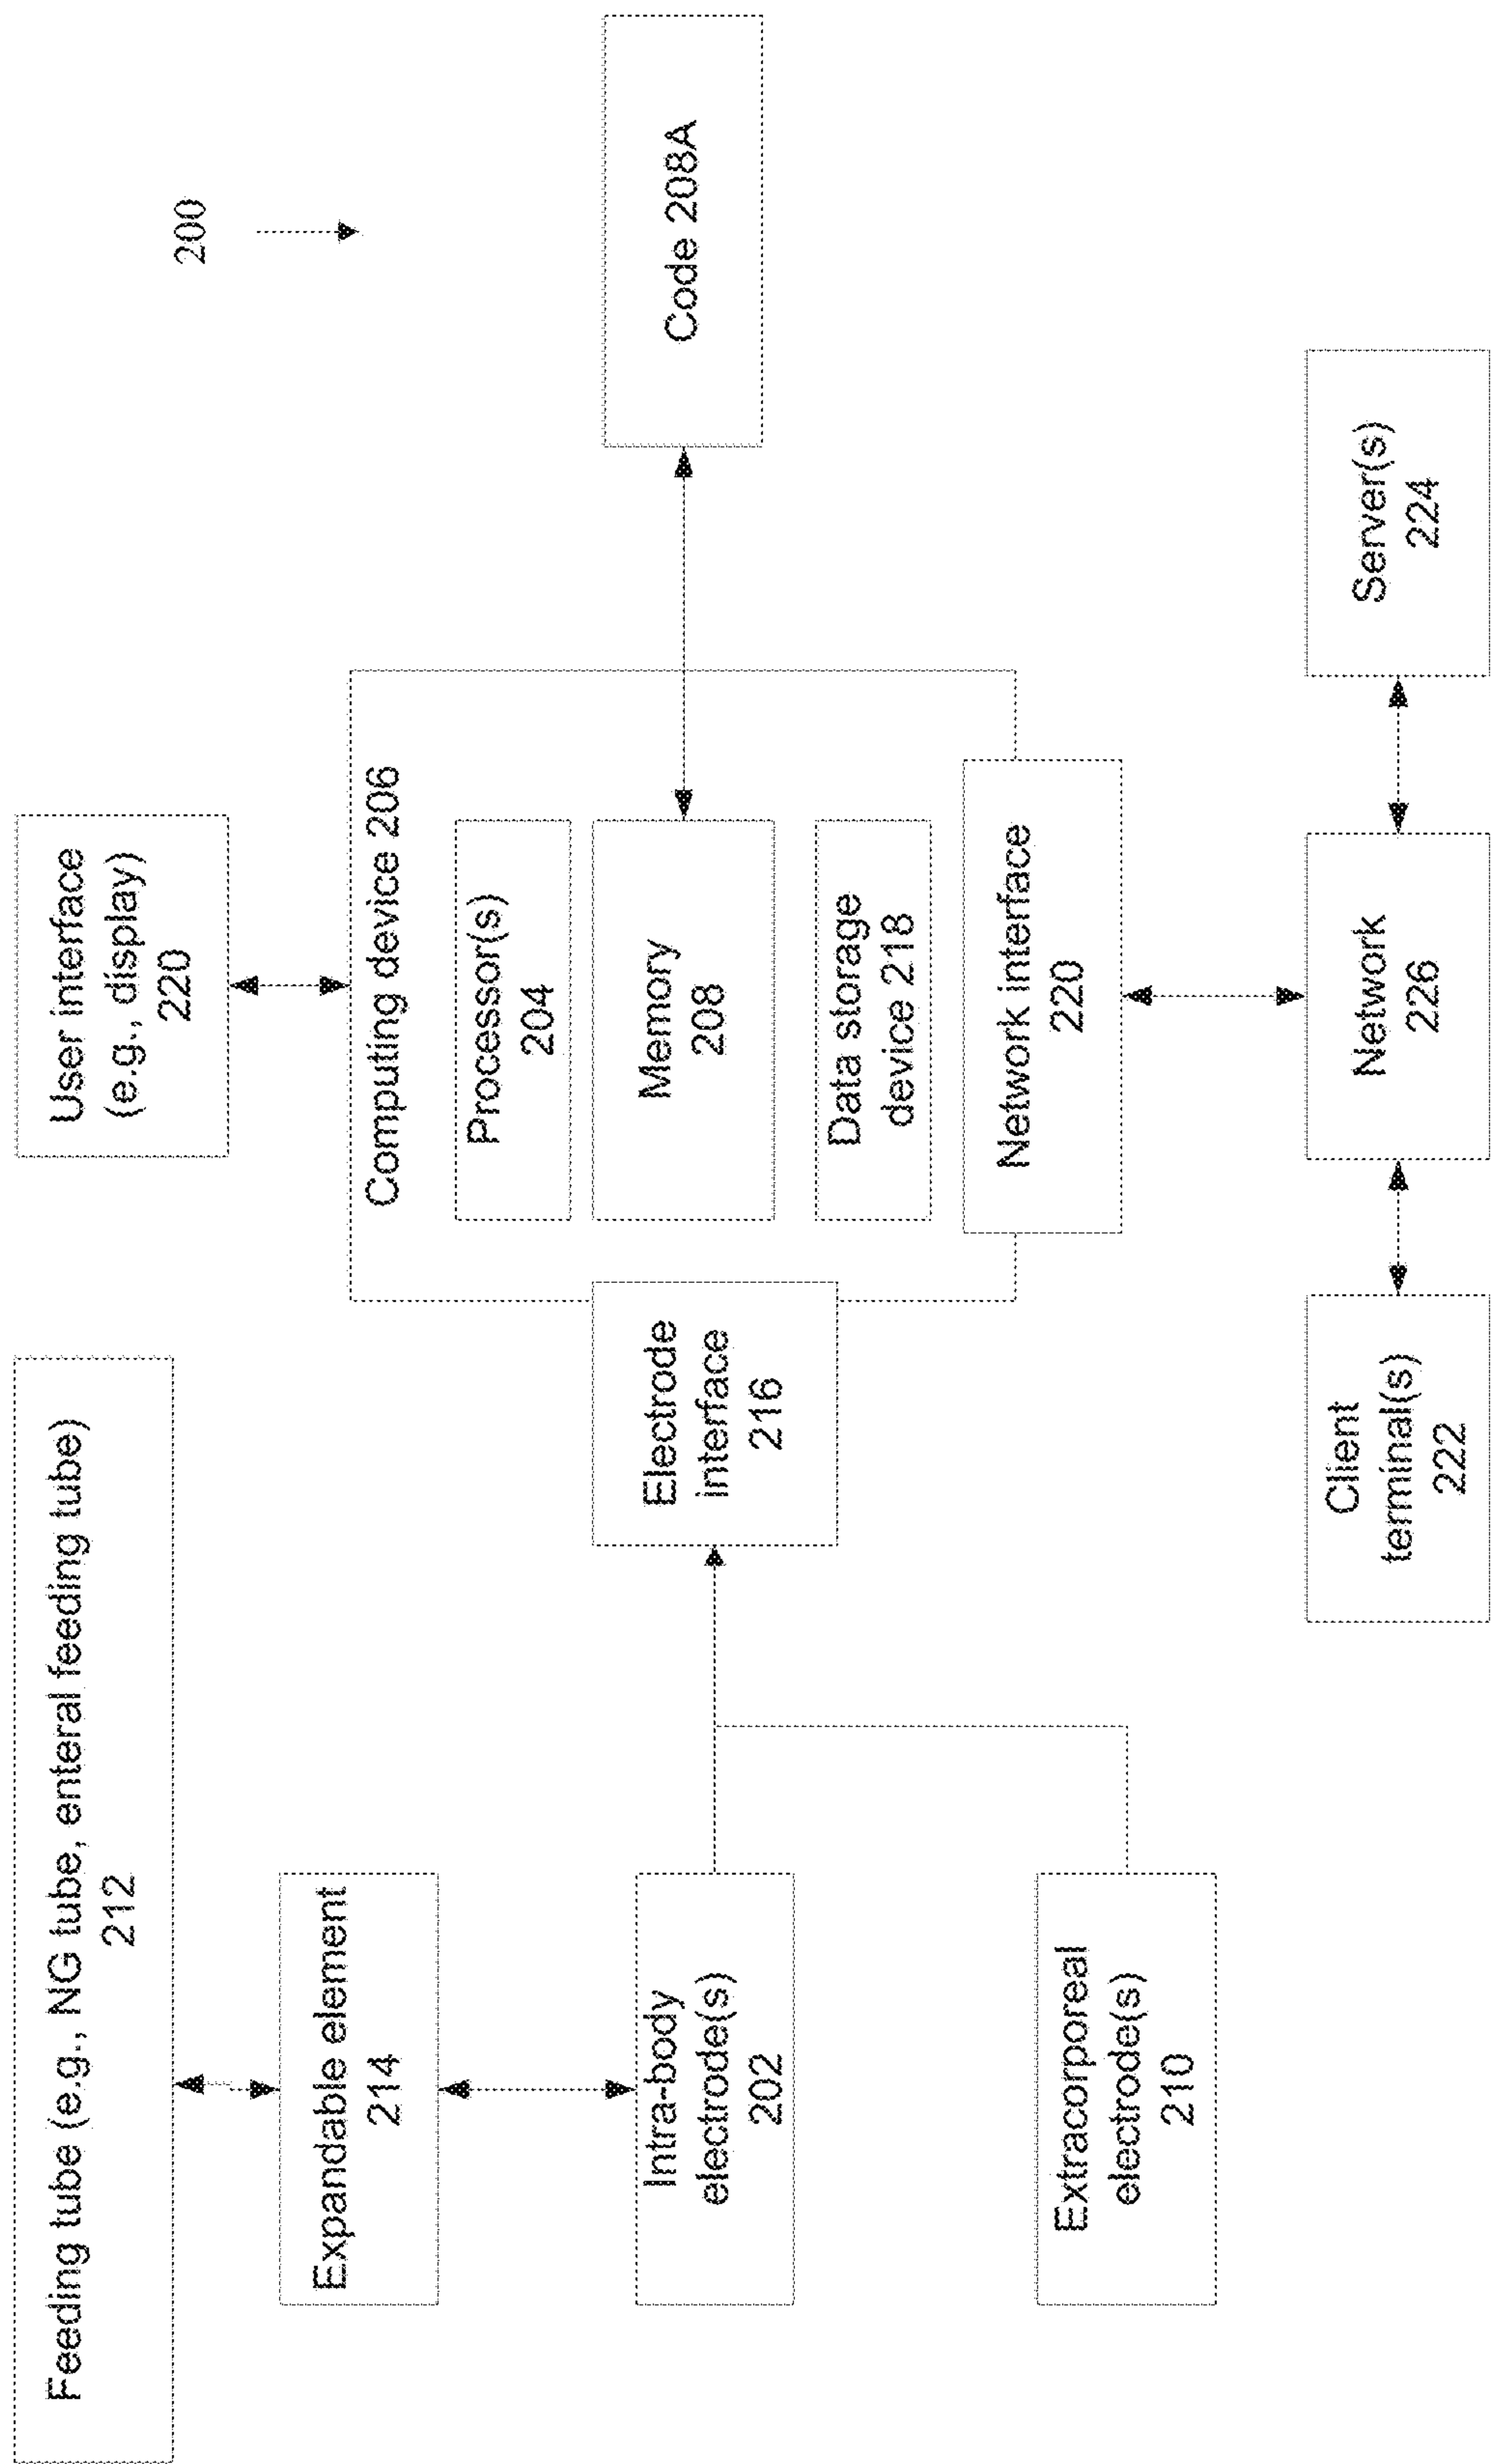 200
Feeding tube (e.g., NG tube, enteral feeding tube)
212
User interface
(e.g., display)
220
Expandable element
214
Computing device 206
Processor(s)
204
Memory
208
Data storage
device 218
Network interface
220
Code 208A
Electrode
interface
216
Intra-body
electrode(s)
202
Extracorporeal
electrode(s)
210
Client
terminal(s)
222
Network
226
Server(s)
224